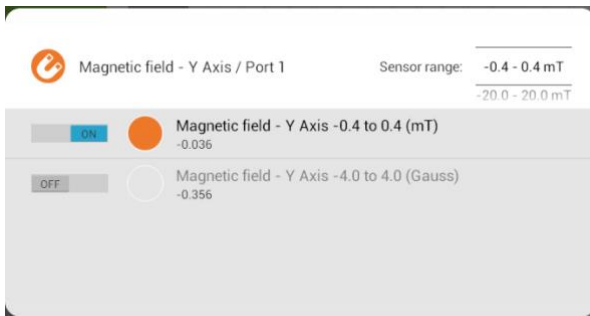 Magnetic field - Y Axis / Port 1
Sensor range:
-0.4 - 0.4 mT
-20.0 - 20.0 mT
ON
Magnetic field - Y Axis -0.4 to 0.4 (mT)
-0.036
OFF
Magnetic field - Y Axis -4.0 to 4.0 (Gauss)
-0.356